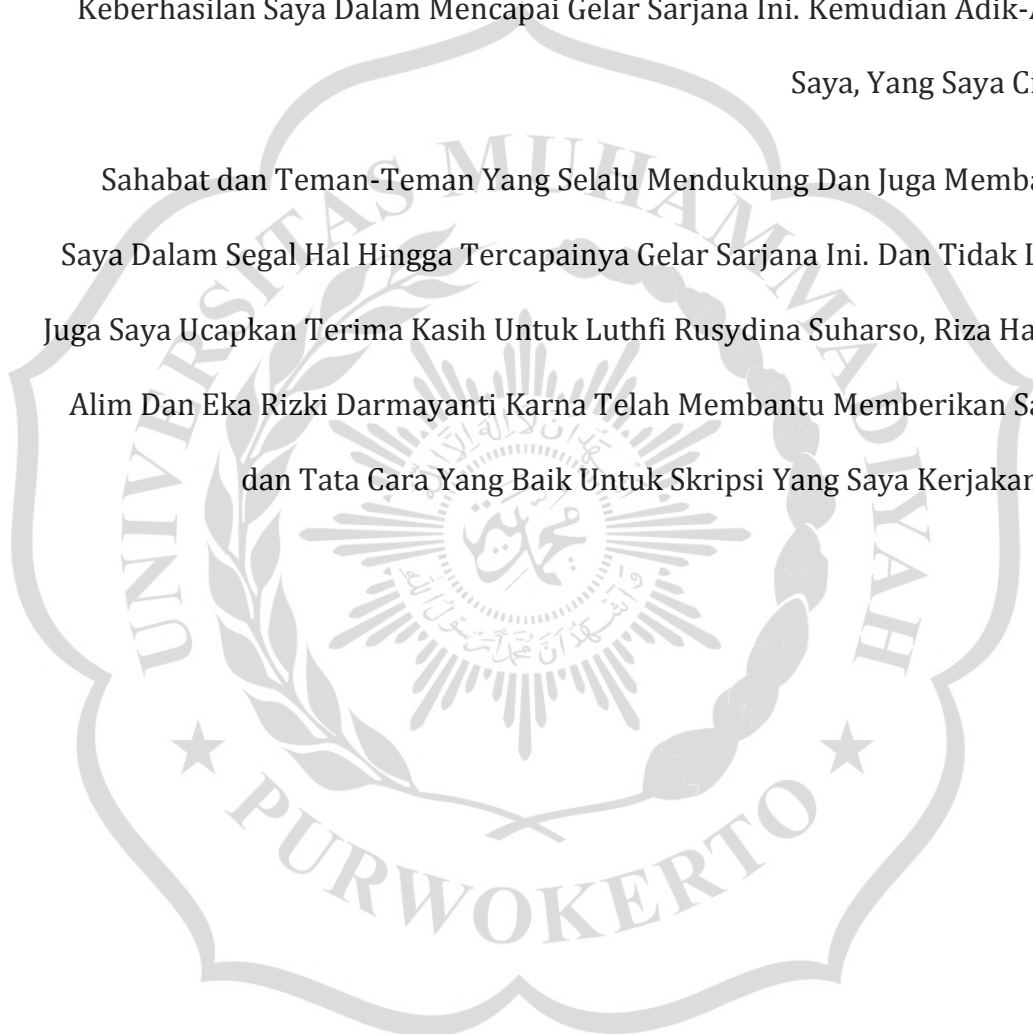 Keberhasilan Saya Dalam Mencapai Gelar Sarjana Ini. Kemudian Adik-
Saya, Yang Saya
Sahabat dan Teman-Teman Yang Selalu Mendukung Dan Juga
Saya Dalam Segal Hal Hingga Tercapainya Gelar Sarjana Ini. Dan Tidak
Juga Saya Ucapkan Terima Kasih Untuk Luthfi Rusydina Suharso, Riza
Alim Dan Eka Rizki Darmayanti Karna Telah Membantu Memberikan
dan Tata Cara Yang Baik Untuk Skripsi Yang Saya Kerjakan
UNIVERSITAS MUHAMMADIYAH
PURWOKERTO